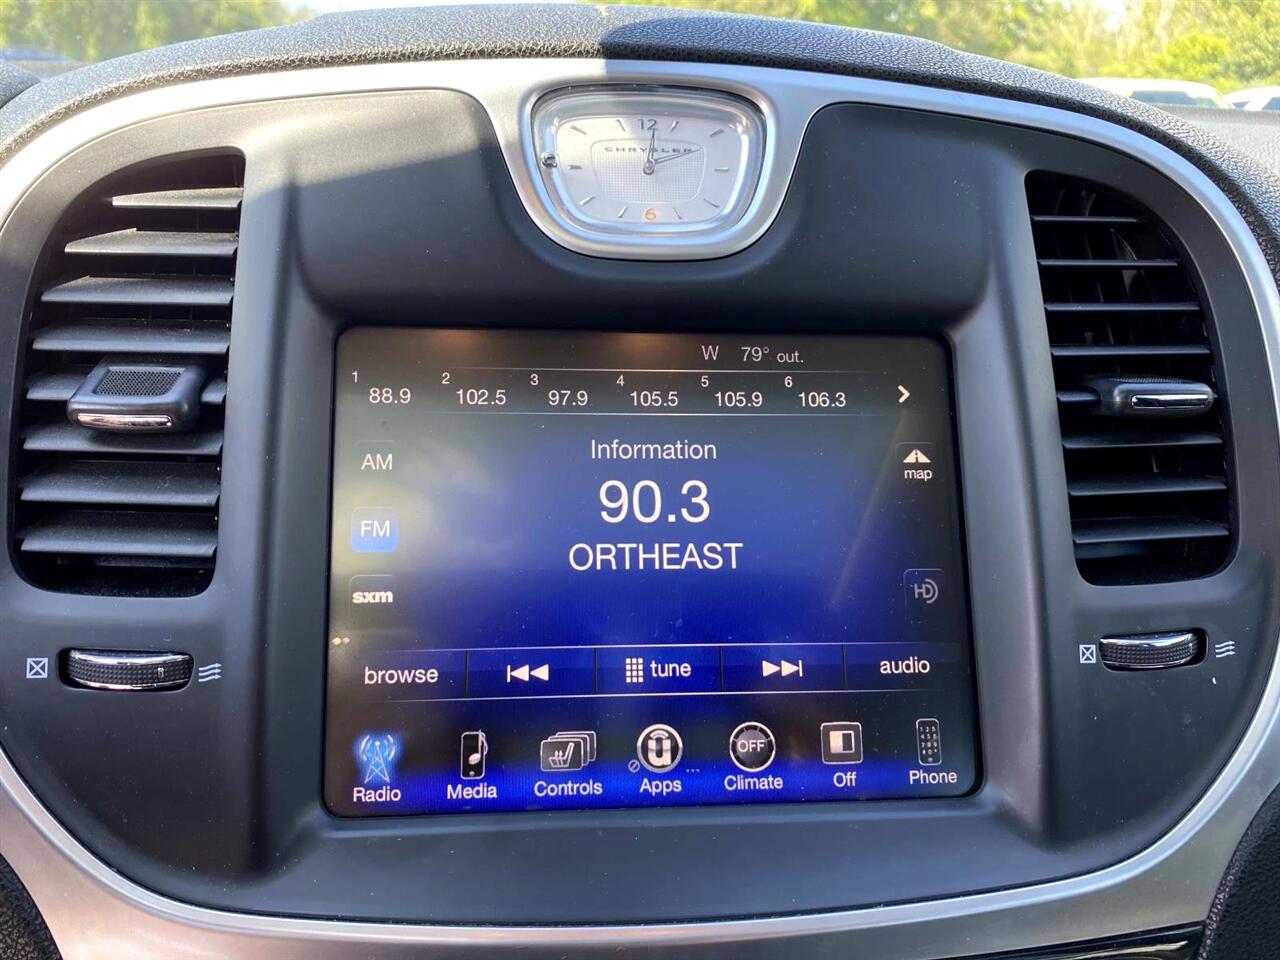 12
CHRYSLER
6
W 79° out.
1 88.9 2 102.5 3 97.9 4 105.5 5 105.9 6 106.3
Information
AM
map
90.3
FM
ORTHEAST
sxm
HD
browse tune audio
OFF
Radio Media Controls Apps Climate Off Phone